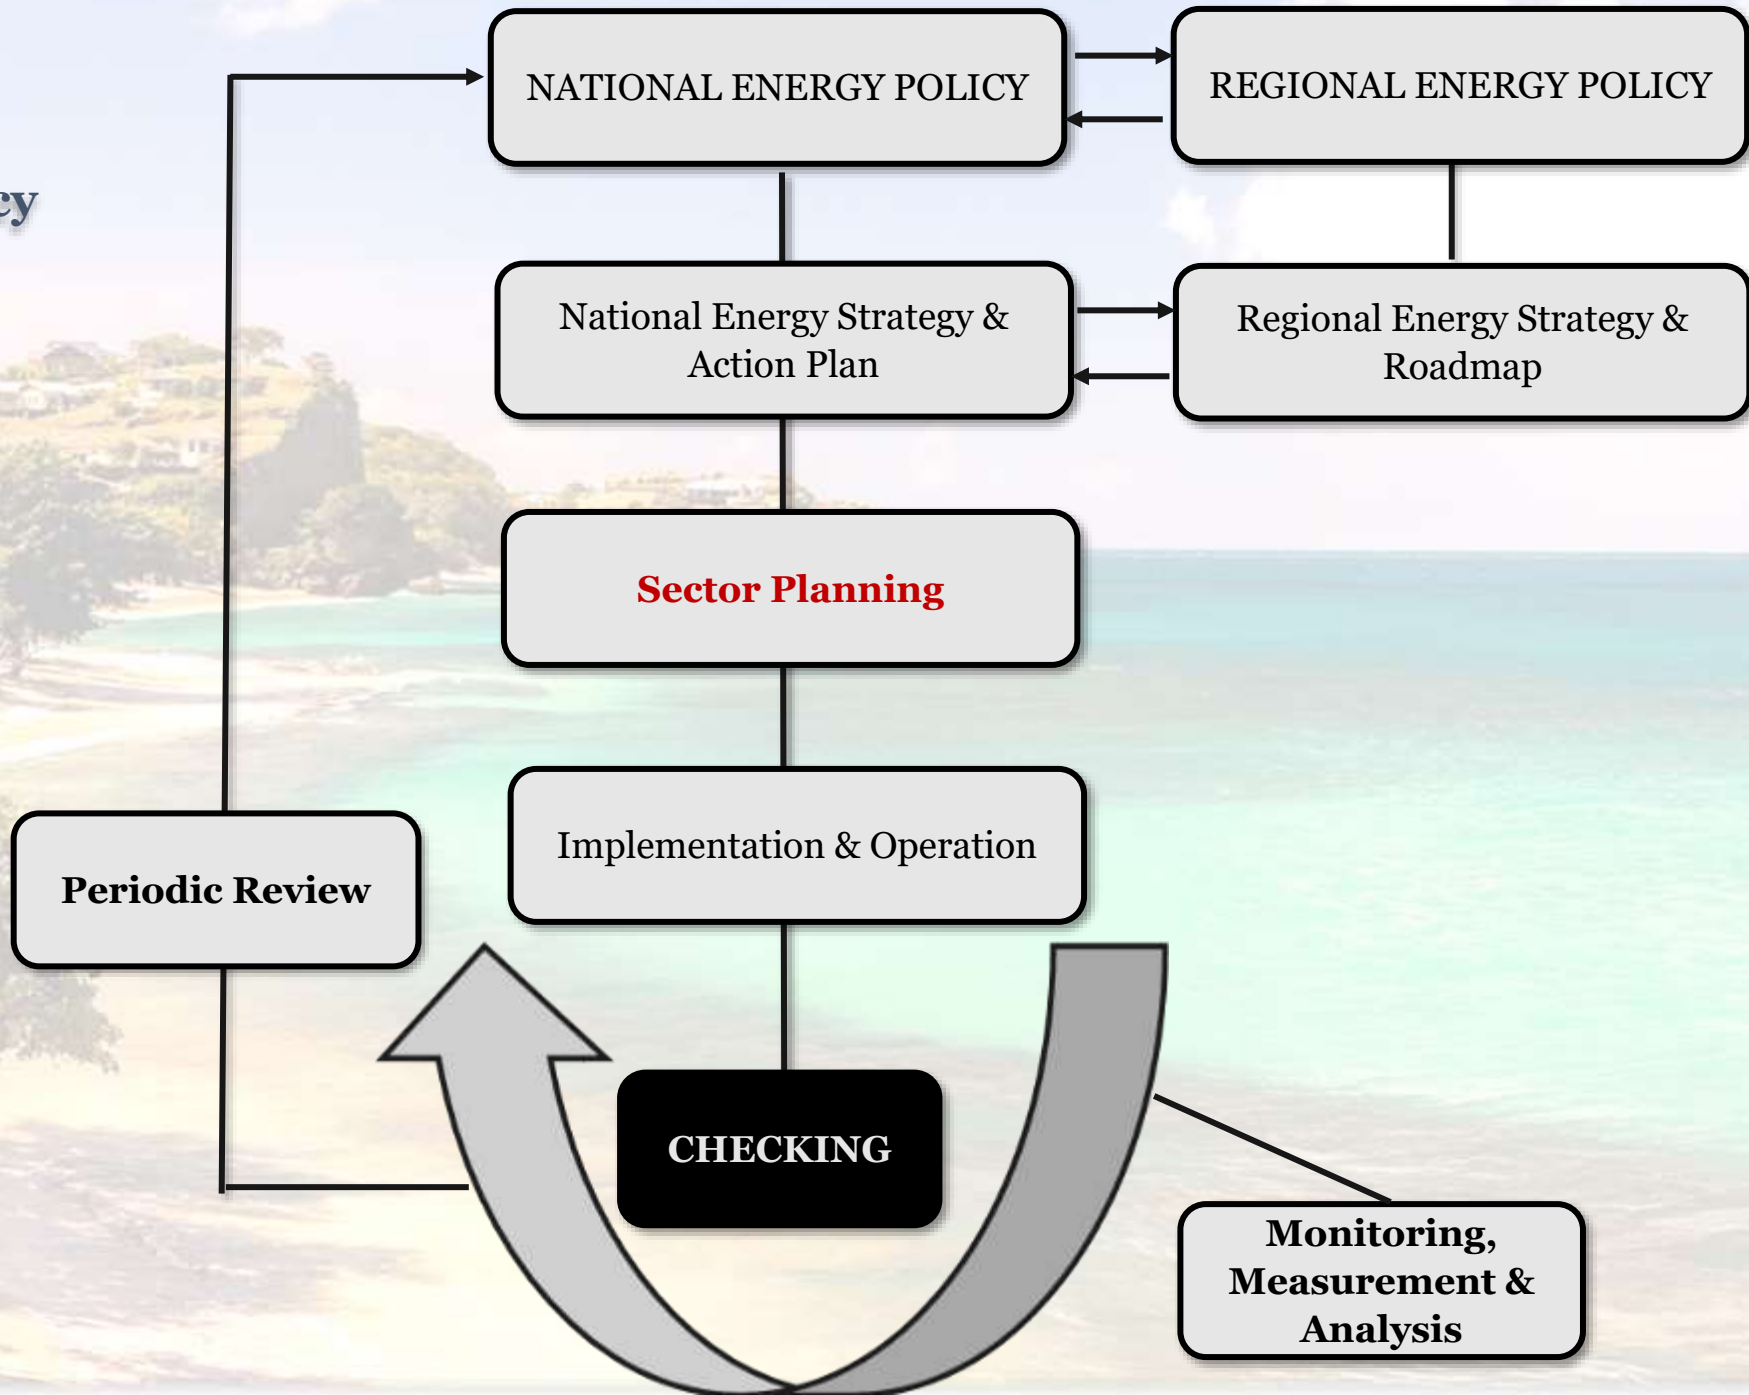 NATIONAL ENERGY POLICY
REGIONAL ENERGY POLICY
National Energy Strategy &
Action Plan
Regional Energy Strategy &
Roadmap
Sector Planning
Implementation & Operation
Periodic Review
CHECKING
Monitoring,
Measurement &
Analysis